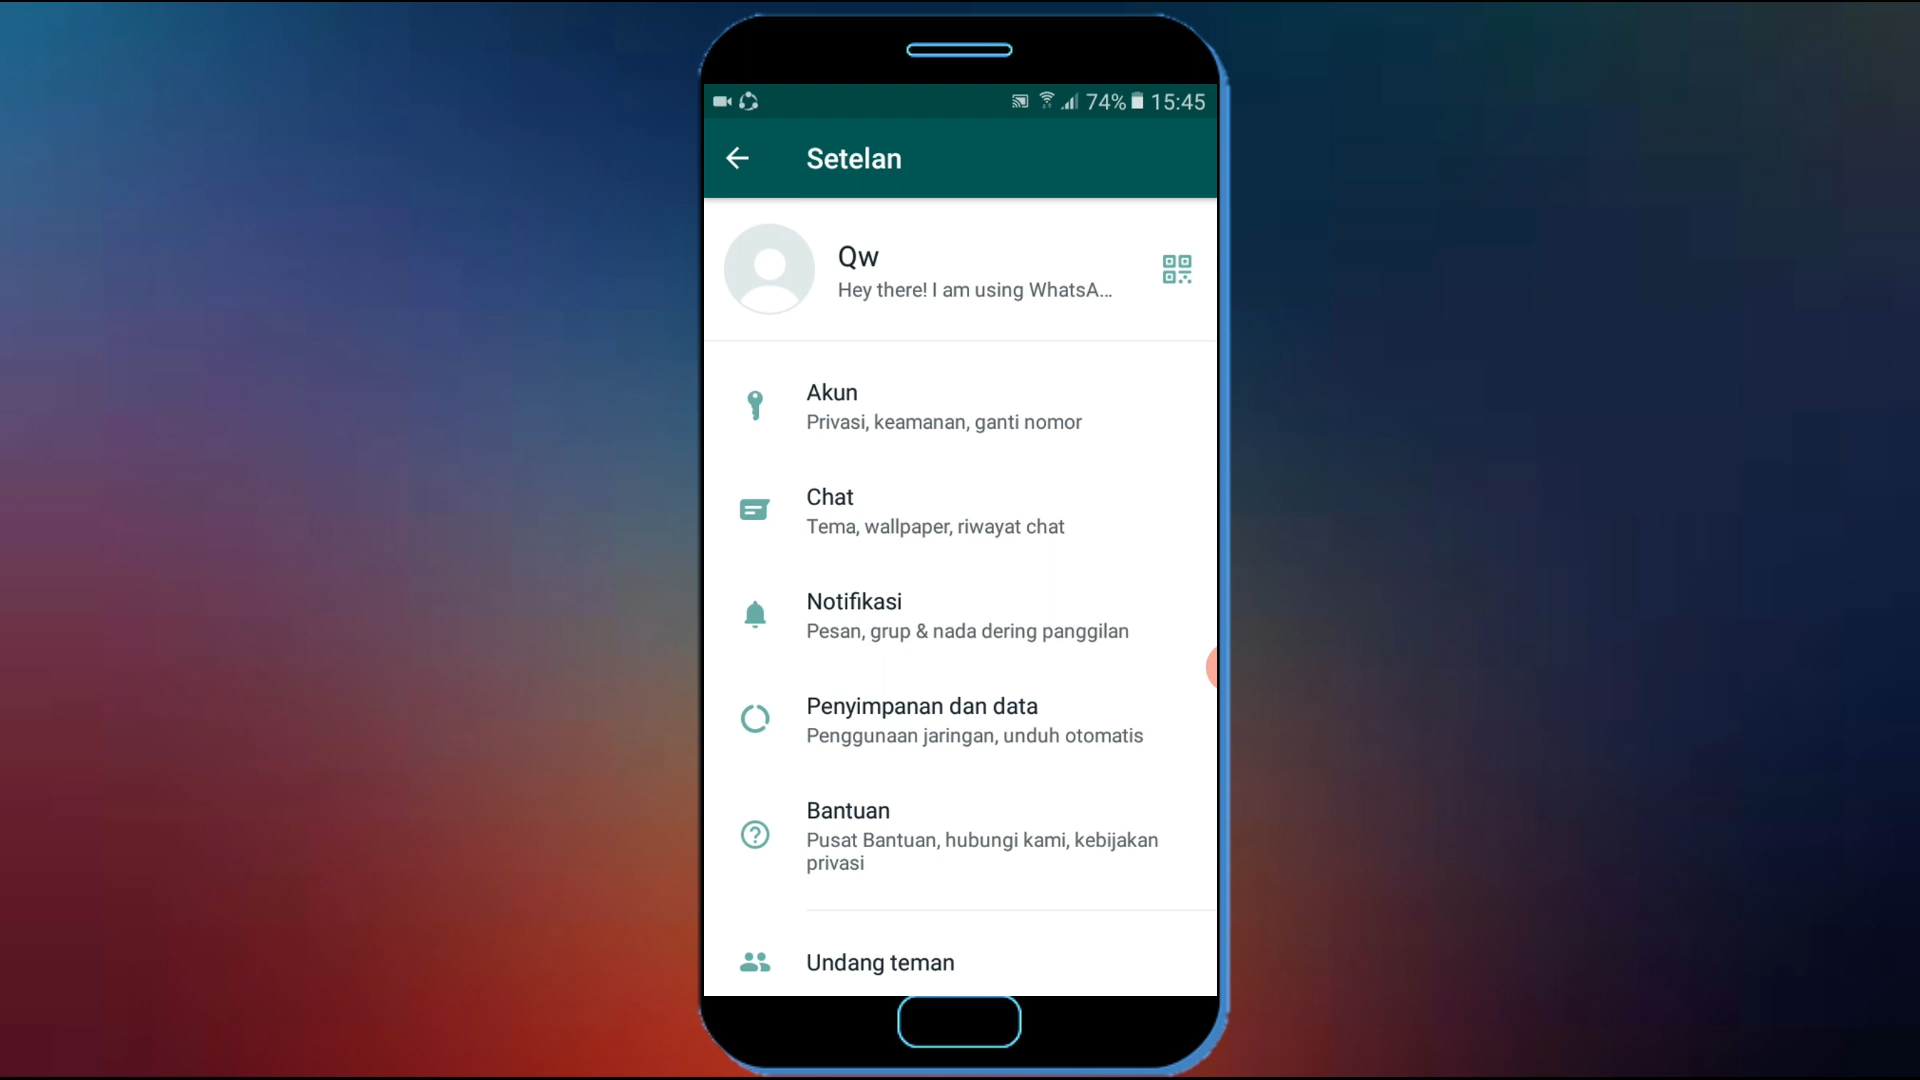 74% 15:45
Setelan
Qw
Hey there! I am using WhatsA...
Akun
Privasi, keamanan, ganti nomor
Chat
Tema, wallpaper, riwayat chat
Notifikasi
Pesan, grup & nada dering panggilan
Penyimpanan dan data
Penggunaan jaringan, unduh otomatis
Bantuan
Pusat Bantuan, hubungi kami, kebijakan
privasi
Undang teman